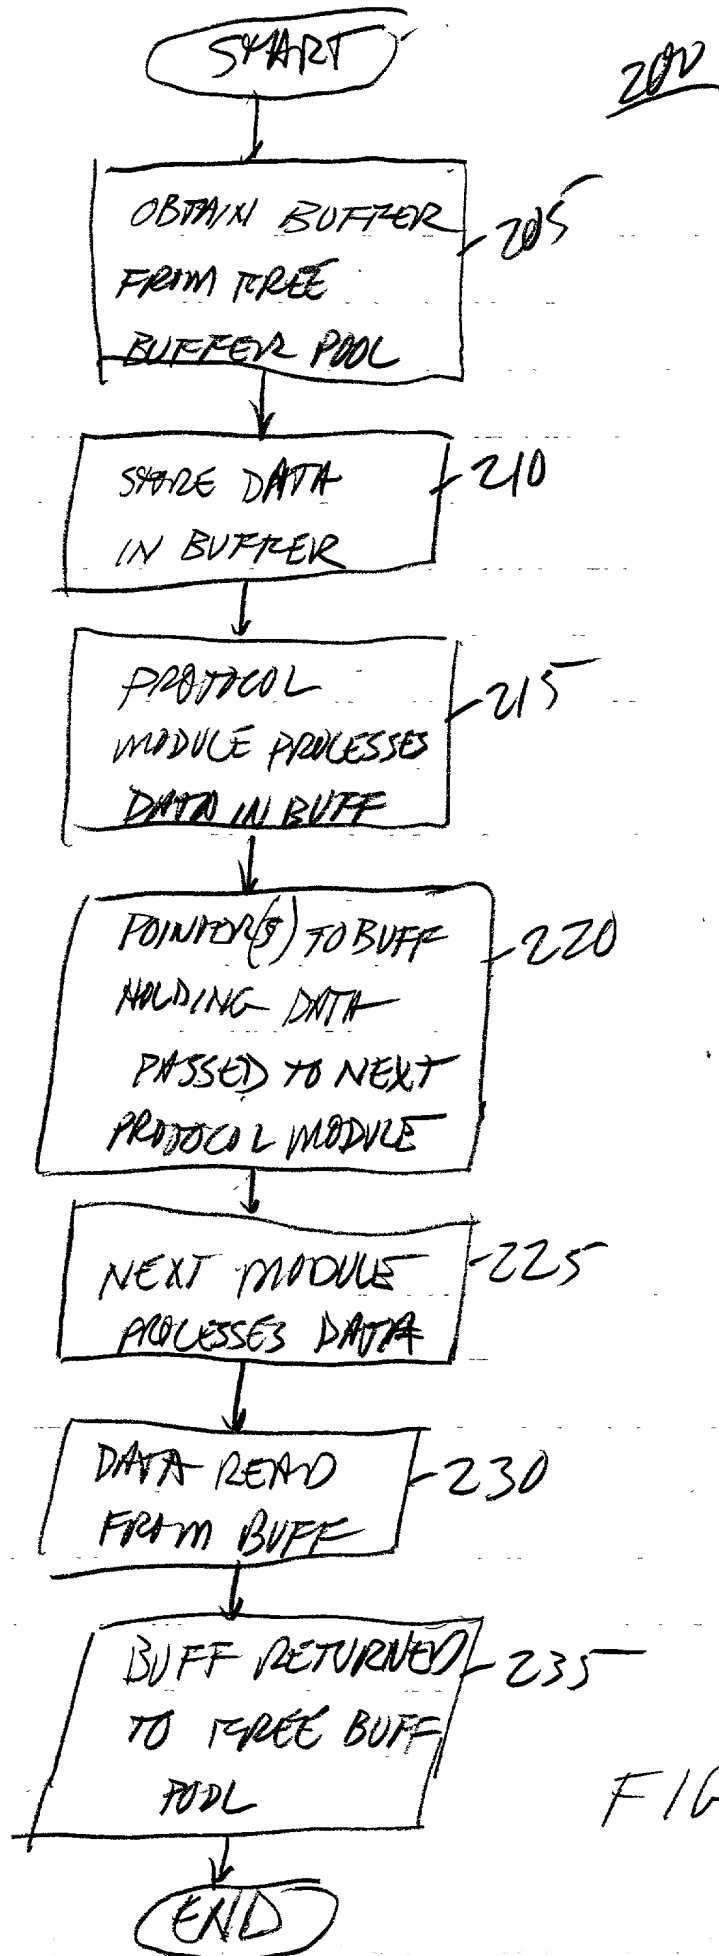 START
200
OBTAIN BUFFER
FROM FREE
BUFFER POOL
205
STORE DATA
IN BUFFER
210
PROTOCOL
MODULE PROCESSES
DATA IN BUFF
215
POINTER(S) TO BUFF
HOLDING DATA
PASSED TO NEXT
PROTOCOL MODULE
220
NEXT MODULE
PROCESSES DATA
225
DATA READ
FROM BUFF
230
BUFF RETURNED
TO FREE BUFF
POOL
235
FIG
END